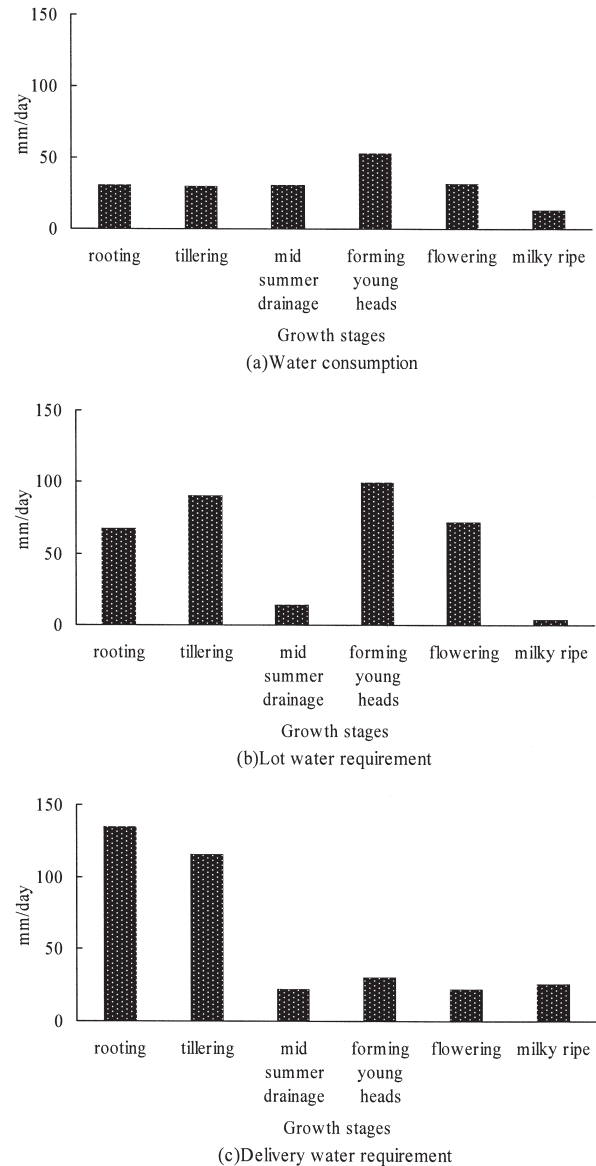 150
100
50
0
mm/day
rooting tillering mid forming flowering milky ripe
summer young
drainage heads
Growth stages
(a)Water consumption
150
100
50
0
mm/day
rooting tillering mid forming flowering milky ripe
summer young
drainage heads
Growth stages
(b)Lot water requirement
150
100
50
0
mm/day
rooting tillering mid forming flowering milky ripe
summer young
drainage heads
Growth stages
(c)Delivery water requirement